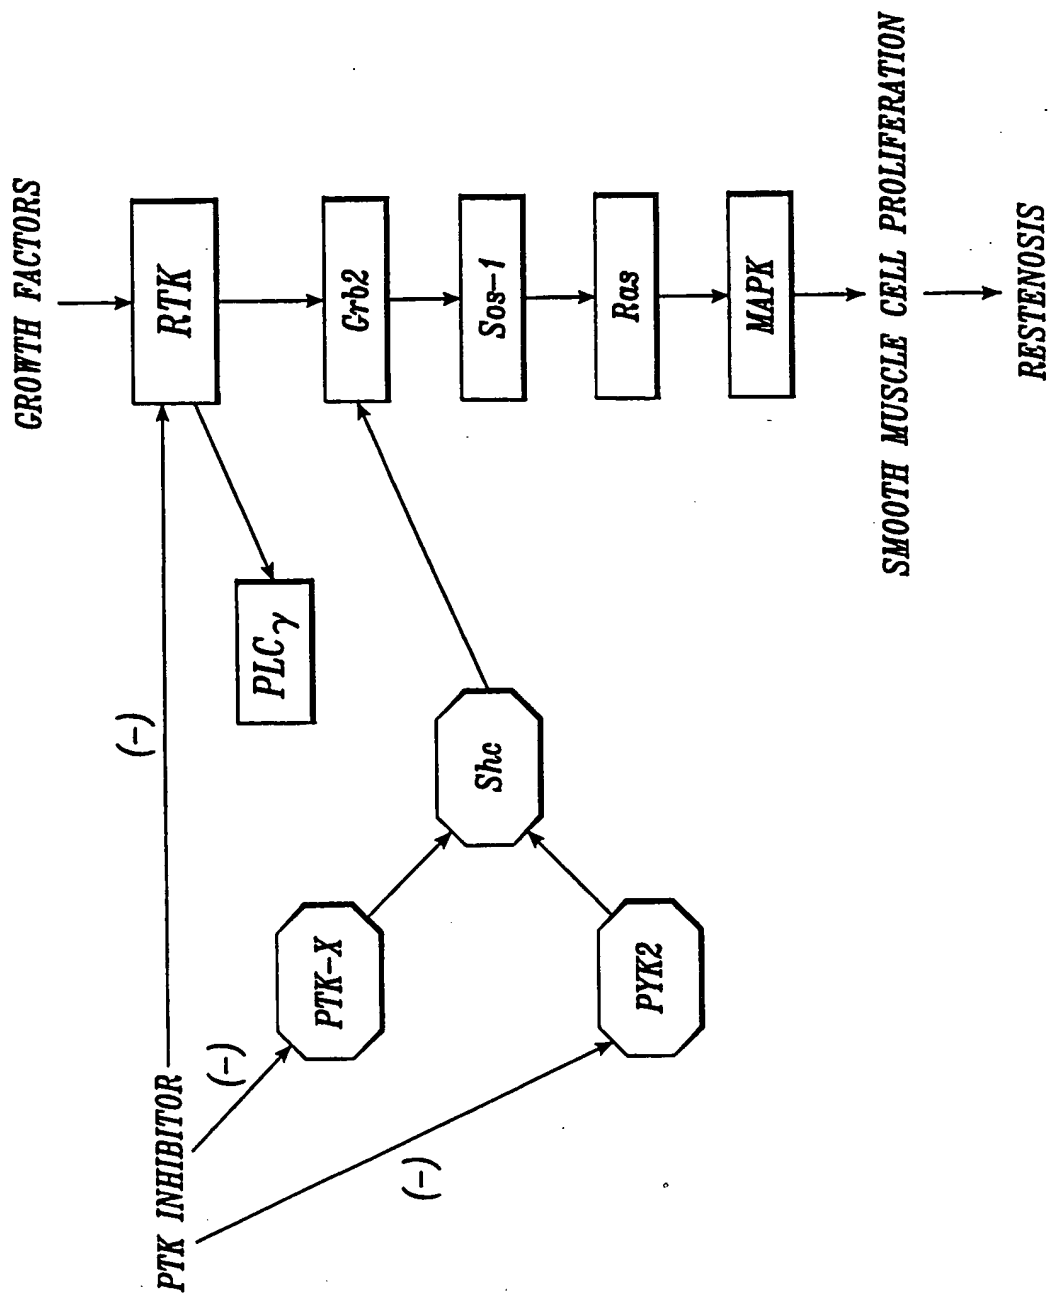 GROWTH FACTORS
(-)
PTK INHIBITOR
RTK
(-)
PLCγ
PTK-X
Grb2
(-)
Shc
Sos-1
Ras
PYK2
MAPK
SMOOTH MUSCLE CELL PROLIFERATION
RESTENOSIS